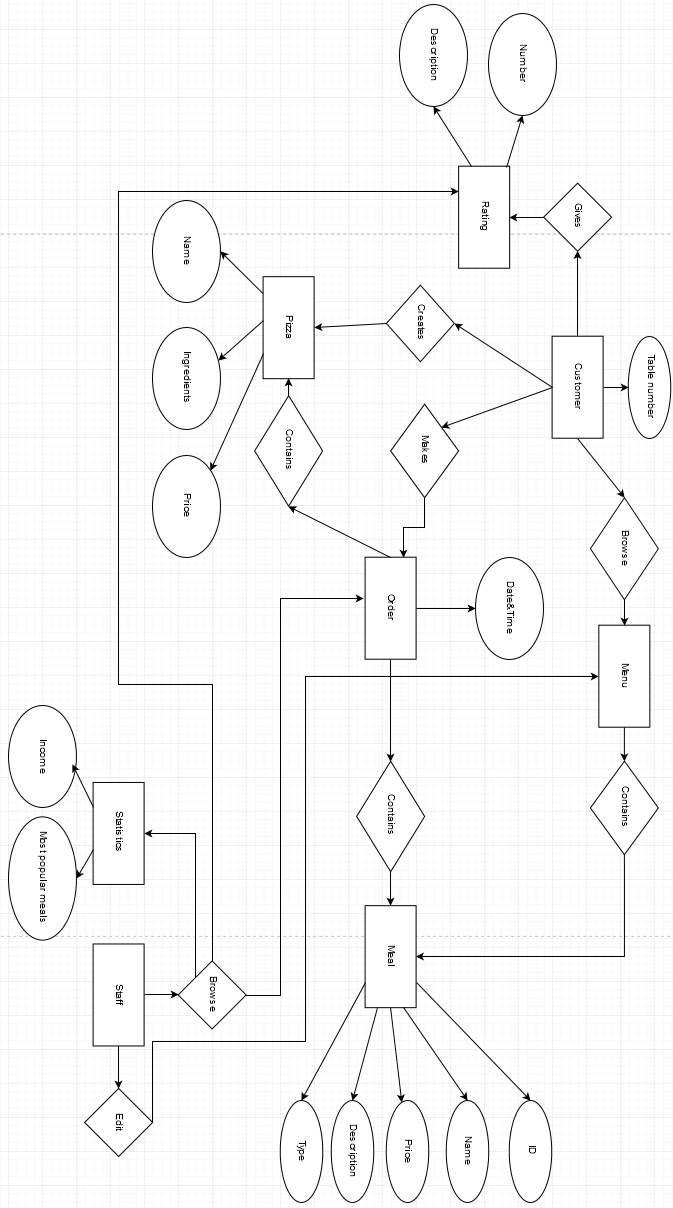 Description
Number
Rating
Gives
Name
Pizza
Creates
Customer
Table number
Ingredients
Contains
Makes
Price
Browse
Order
Date&Time
Menu
Income
Statistics
Contains
Contains
Most popular meals
Staff
Browse
Meal
Edit
Type
Description
Price
Name
ID